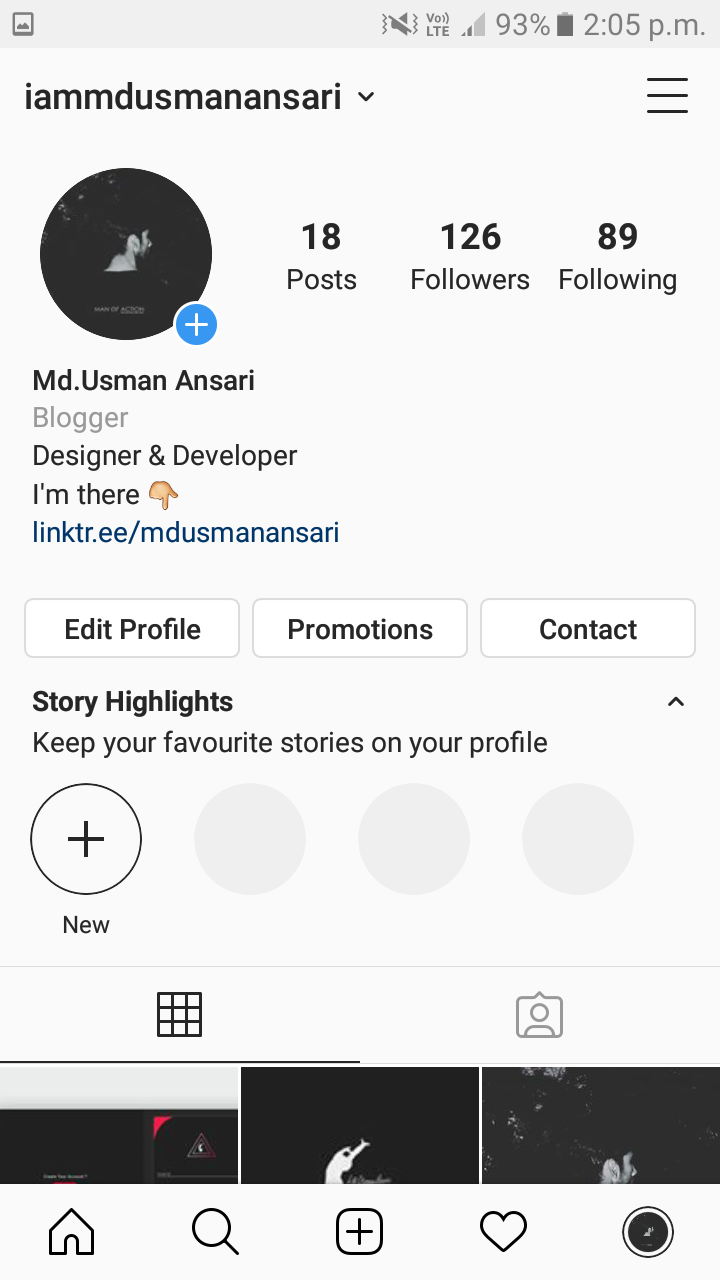 Vo)) LTE 93% 2:05 p.m.
iammdusmanansari
18 126 89
Posts Followers Following
MAN OF ACTION
Md.Usman Ansari
Blogger
Designer & Developer
I'm there 👇🏼
linktr.ee/mdusmanansari
Edit Profile Promotions Contact
Story Highlights
Keep your favourite stories on your profile
New
Create Your Account ?